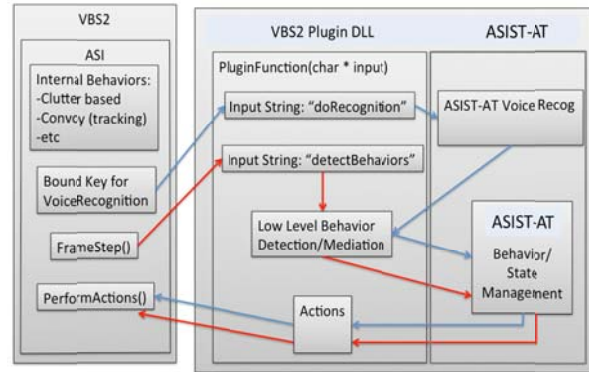 VBS2
VBS2 Plugin DLL
ASIST-AT
ASI
Internal Behaviors:
-Clutter based
-Convcy (tracking)
-etc
Bound Key for
VoiceRecognition
FrameStep()
PerformActions()
PluginFunction(char * input)
Input String: “doRecognition”
Input String: “detectBehaviors”
Low Level Behavior
Detection/Mediation
Actions
ASIST-AT Voice Recog
ASIST-AT
Behavior/
State
Management